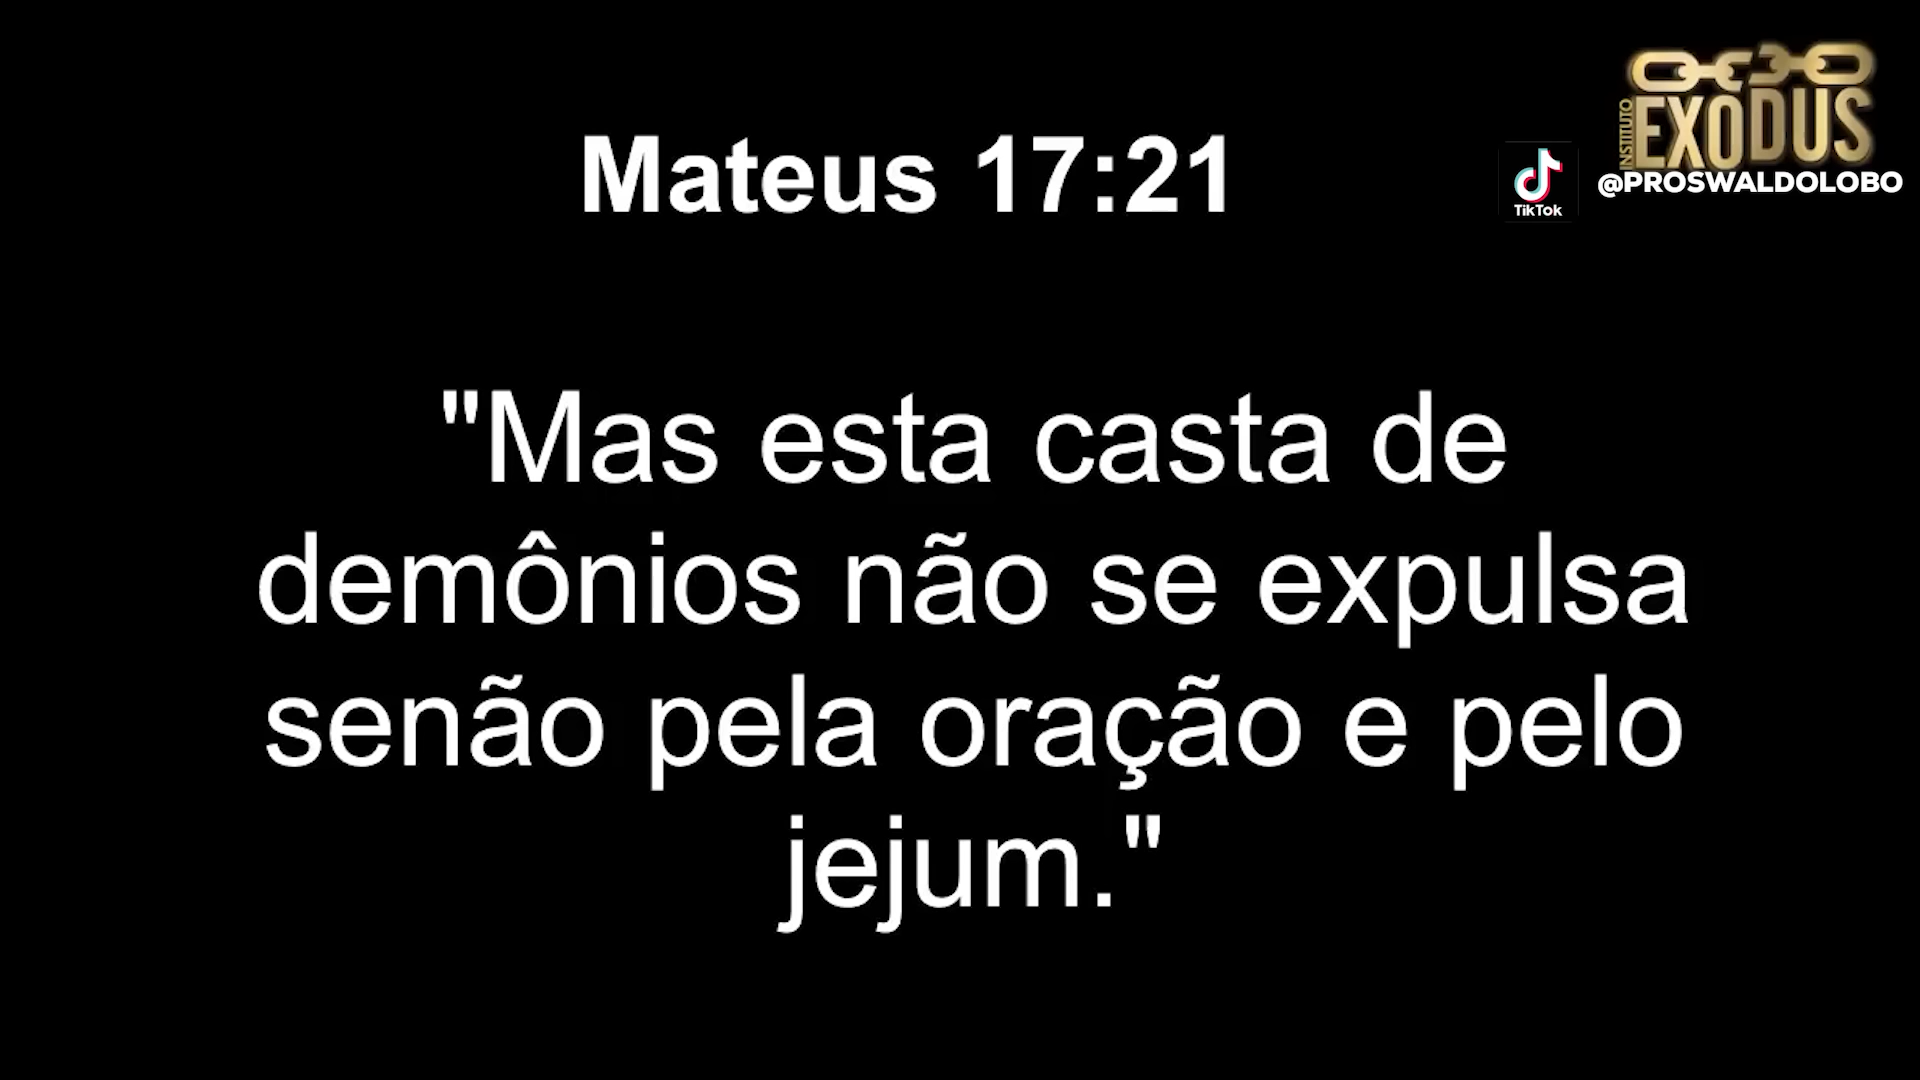 INSTITUTO
EXODUS
Mateus 17:21
TikTok
@PROSWALDOLOBO
"Mas esta casta de
demônios não se expulsa
senão pela oração e pelo
jejum."